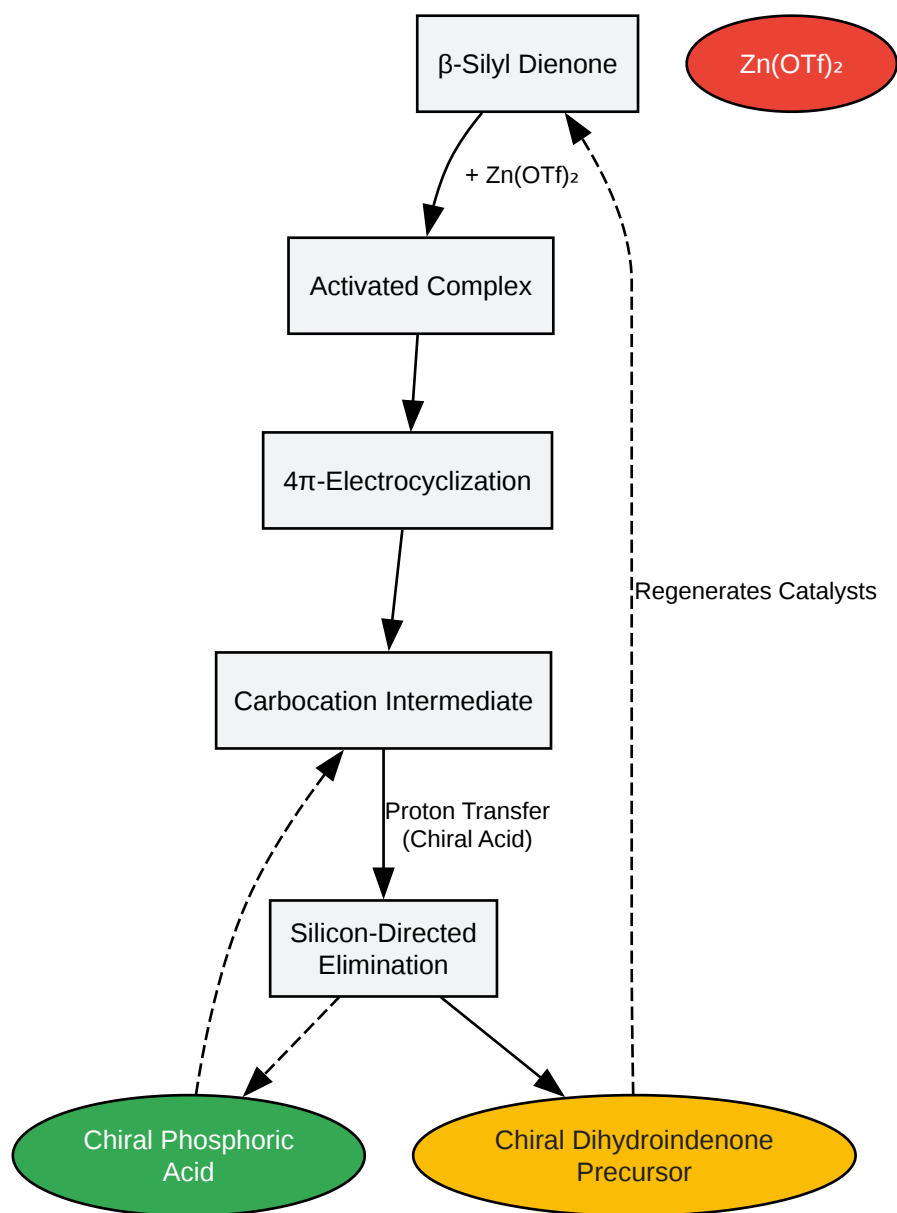 β-Silyl Dienone
Zn(OTf)₂
+ Zn(OTf)₂
Activated Complex
4π-Electrocyclization
Regenerates Catalysts
Carbocation Intermediate
Proton Transfer
(Chiral Acid)
Silicon-Directed
Elimination
Chiral Phosphoric
Acid
Chiral Dihydroindenone
Precursor